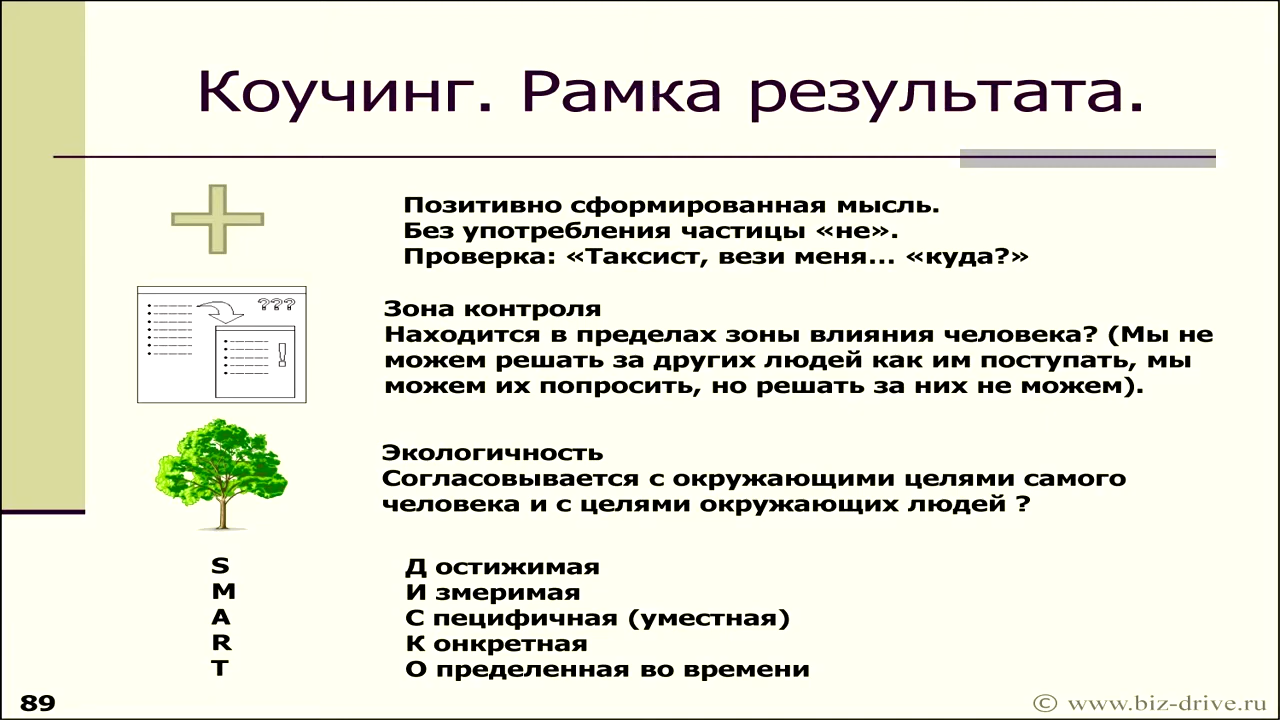 Коучинг. Рамка результата.
Позитивно сформированная мысль.
Без употребления частицы «не».
Проверка: «Таксист, вези меня... «куда?»
???
!
Зона контроля
Находится в пределах зоны влияния человека? (Мы не
можем решать за других людей как им поступать, мы
можем их попросить, но решать за них не можем).
Экологичность
Согласовывается с окружающими целями самого
человека и с целями окружающих людей ?
S Д остижимая
M И змеримая
A С пецифичная (уместная)
R К онкретная
T О пределенная во времени
89
© www.biz-drive.ru